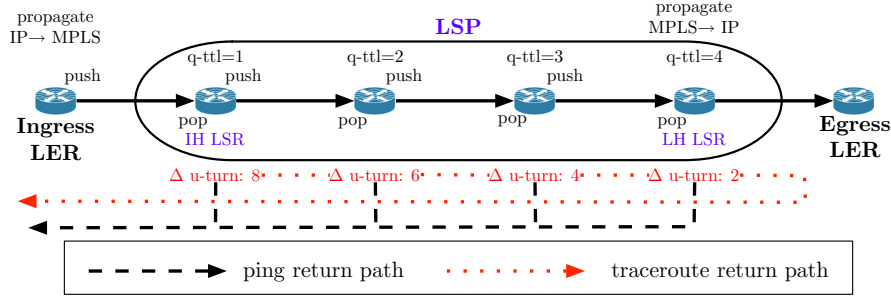 propagate
IP→ MPLS
LSP
propagate
MPLS→ IP
q-ttl=1
q-ttl=2
q-ttl=3
q-ttl=4
push
push
push
push
Ingress
LER
pop
pop
pop
pop
IH LSR
LH LSR
Egress
LER
Δ u-turn: 8
Δ u-turn: 6
Δ u-turn: 4
Δ u-turn: 2
ping return path
traceroute return path